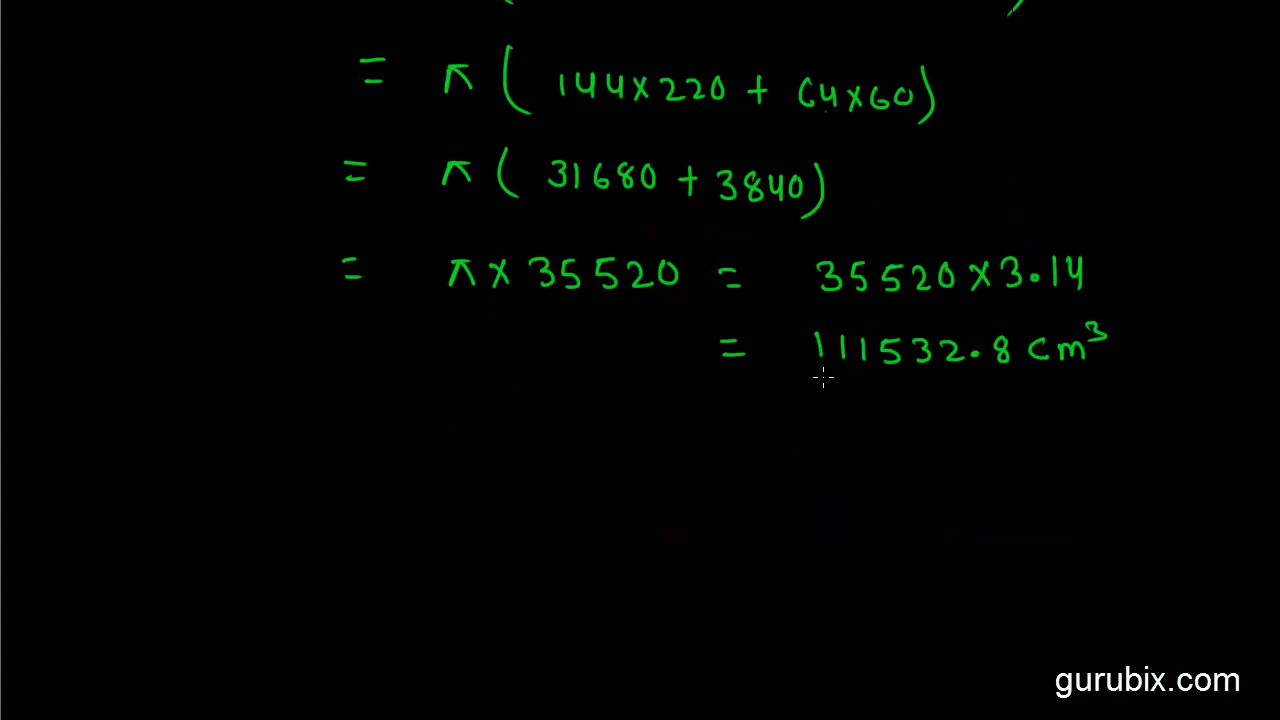 = π ( 144 x 220 + 64 x 60 )
= π ( 31680 + 3840 )
= π x 35520 = 35520 x 3.14
= 111532.8 cm³
gurubix.com